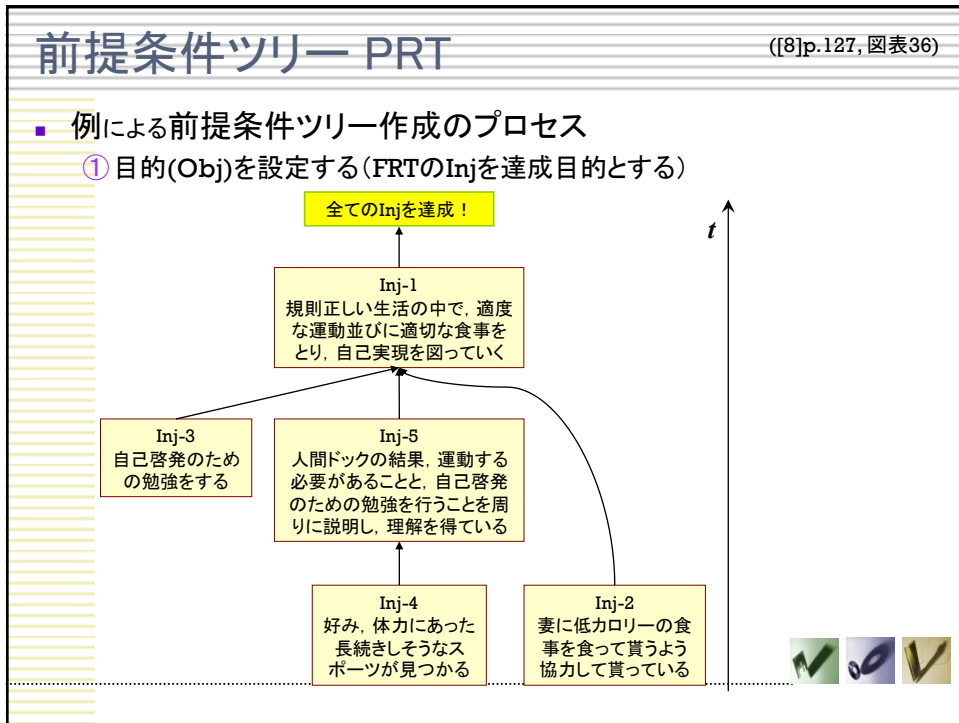 前提条件ツリー PRT
([8]p.127, 図表36)
▪ 例による前提条件ツリー作成のプロセス
① 目的(Obj)を設定する(FRTのInjを達成目的とする)
全てのInjを達成！
t
Inj-1
規則正しい生活の中で, 適度
な運動並びに適切な食事を
とり, 自己実現を図っていく
Inj-3
自己啓発のため
の勉強をする
Inj-5
人間ドックの結果, 運動する
必要があることと, 自己啓発
のための勉強を行うことを周
りに説明し, 理解を得ている
Inj-4
好み, 体力にあった
長続きしそうなス
ポーツが見つかる
Inj-2
妻に低カロリーの食
事を食って貰うよう
協力して貰っている